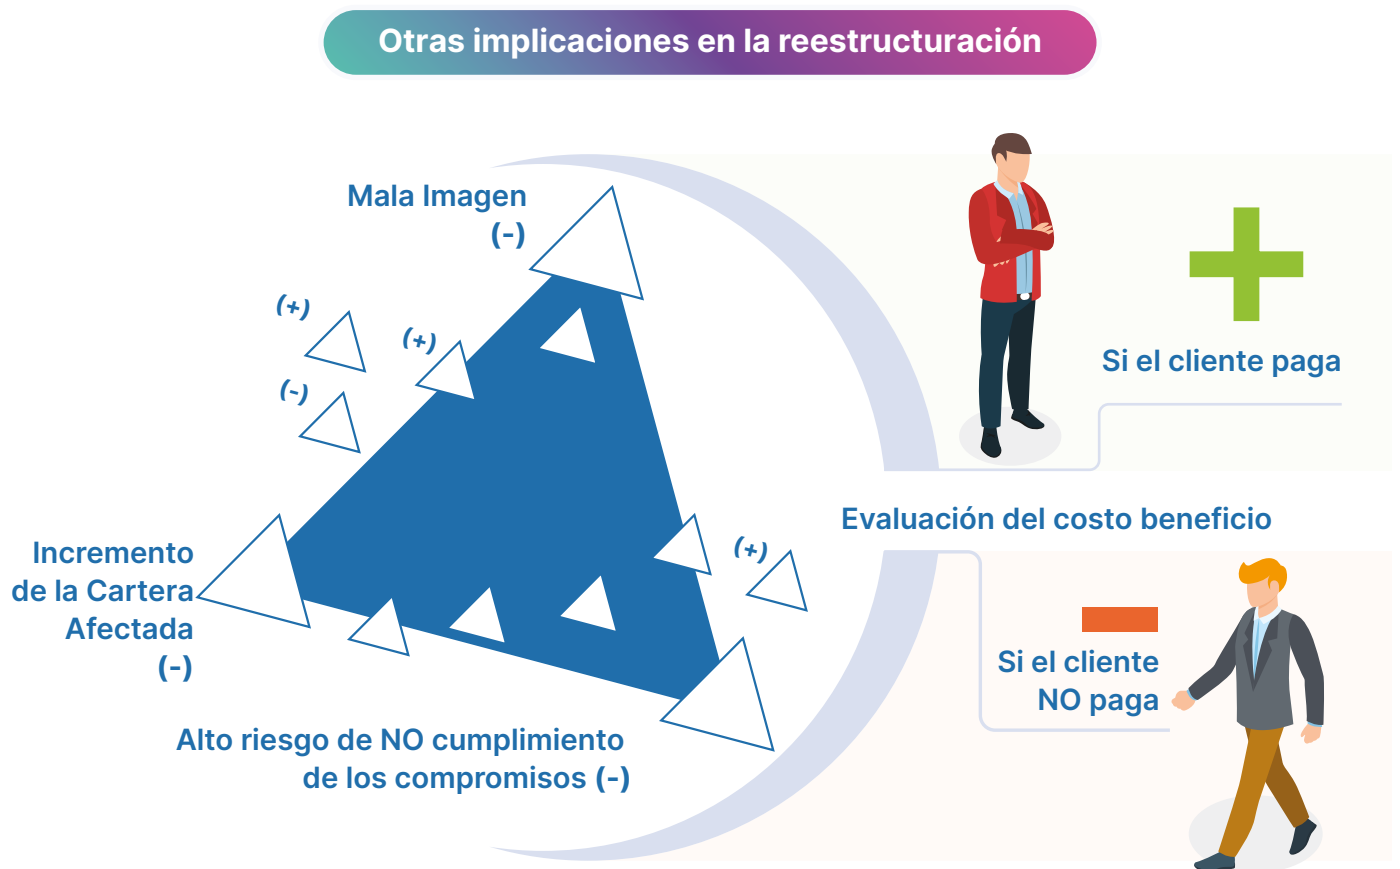 Otras implicaciones en la reestructuración
Mala Imagen
(-)
(+)
(+)
(-)
Incremento
de la Cartera
Afectada
(-)
(+)
Alto riesgo de NO cumplimiento
de los compromisos (-)
Si el cliente paga
Evaluación del costo beneficio
Si el cliente
NO paga